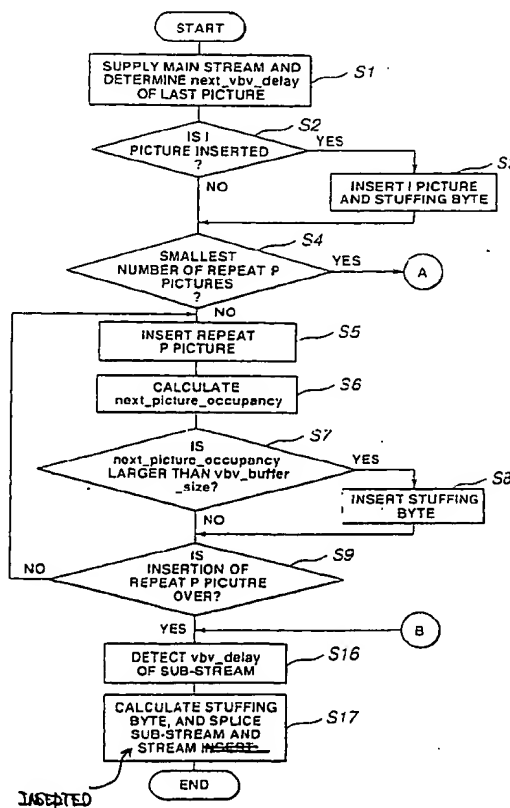 START
SUPPLY MAIN STREAM AND
DETERMINE next_vbv_delay
OF LAST PICTURE
S1
IS I
PICTURE INSERTED
?
S2
YES
NO
INSERT I PICTURE
AND STUFFING BYTE
SMALLEST
NUMBER OF REPEAT P
PICTURES
?
S4
YES
A
NO
INSERT REPEAT
P PICTURE
S5
CALCULATE
next_picture_occupancy
S6
IS
next_picture_occupancy
LARGER THAN vbv_buffer
_size?
S7
YES
NO
INSERT STUFFING
BYTE
S8
IS
INSERTION OF
REPEAT P PICUTRE
OVER?
S9
NO
YES
B
DETECT vbv_delay
OF SUB-STREAM
S16
CALCULATE STUFFING
BYTE, AND SPLICE
SUB-STREAM AND
STREAM INSERT
S17
INSERTED
END